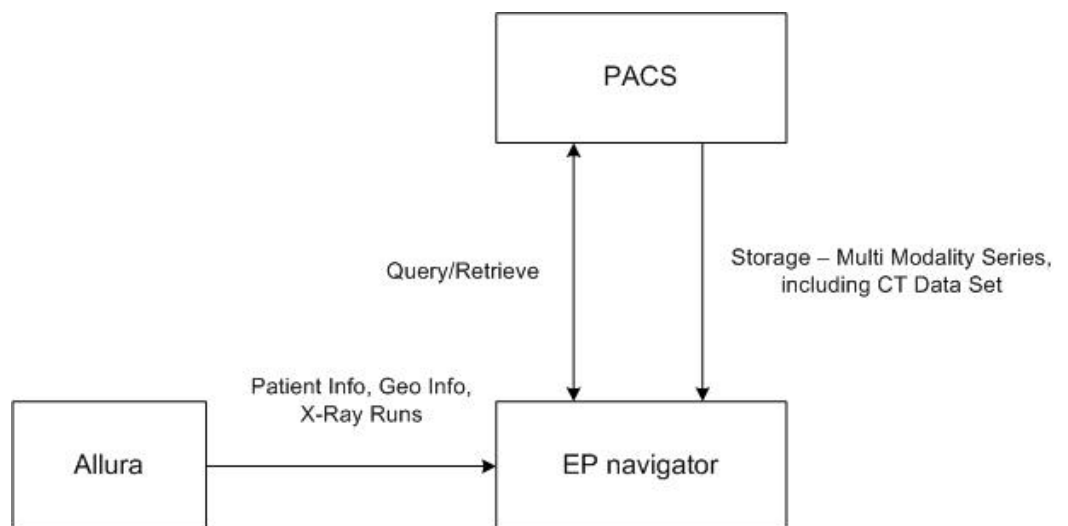 PACS
Query/Retrieve
Storage – Multi Modality Series,
including CT Data Set
Patient Info, Geo Info,
X-Ray Runs
Allura
EP navigator